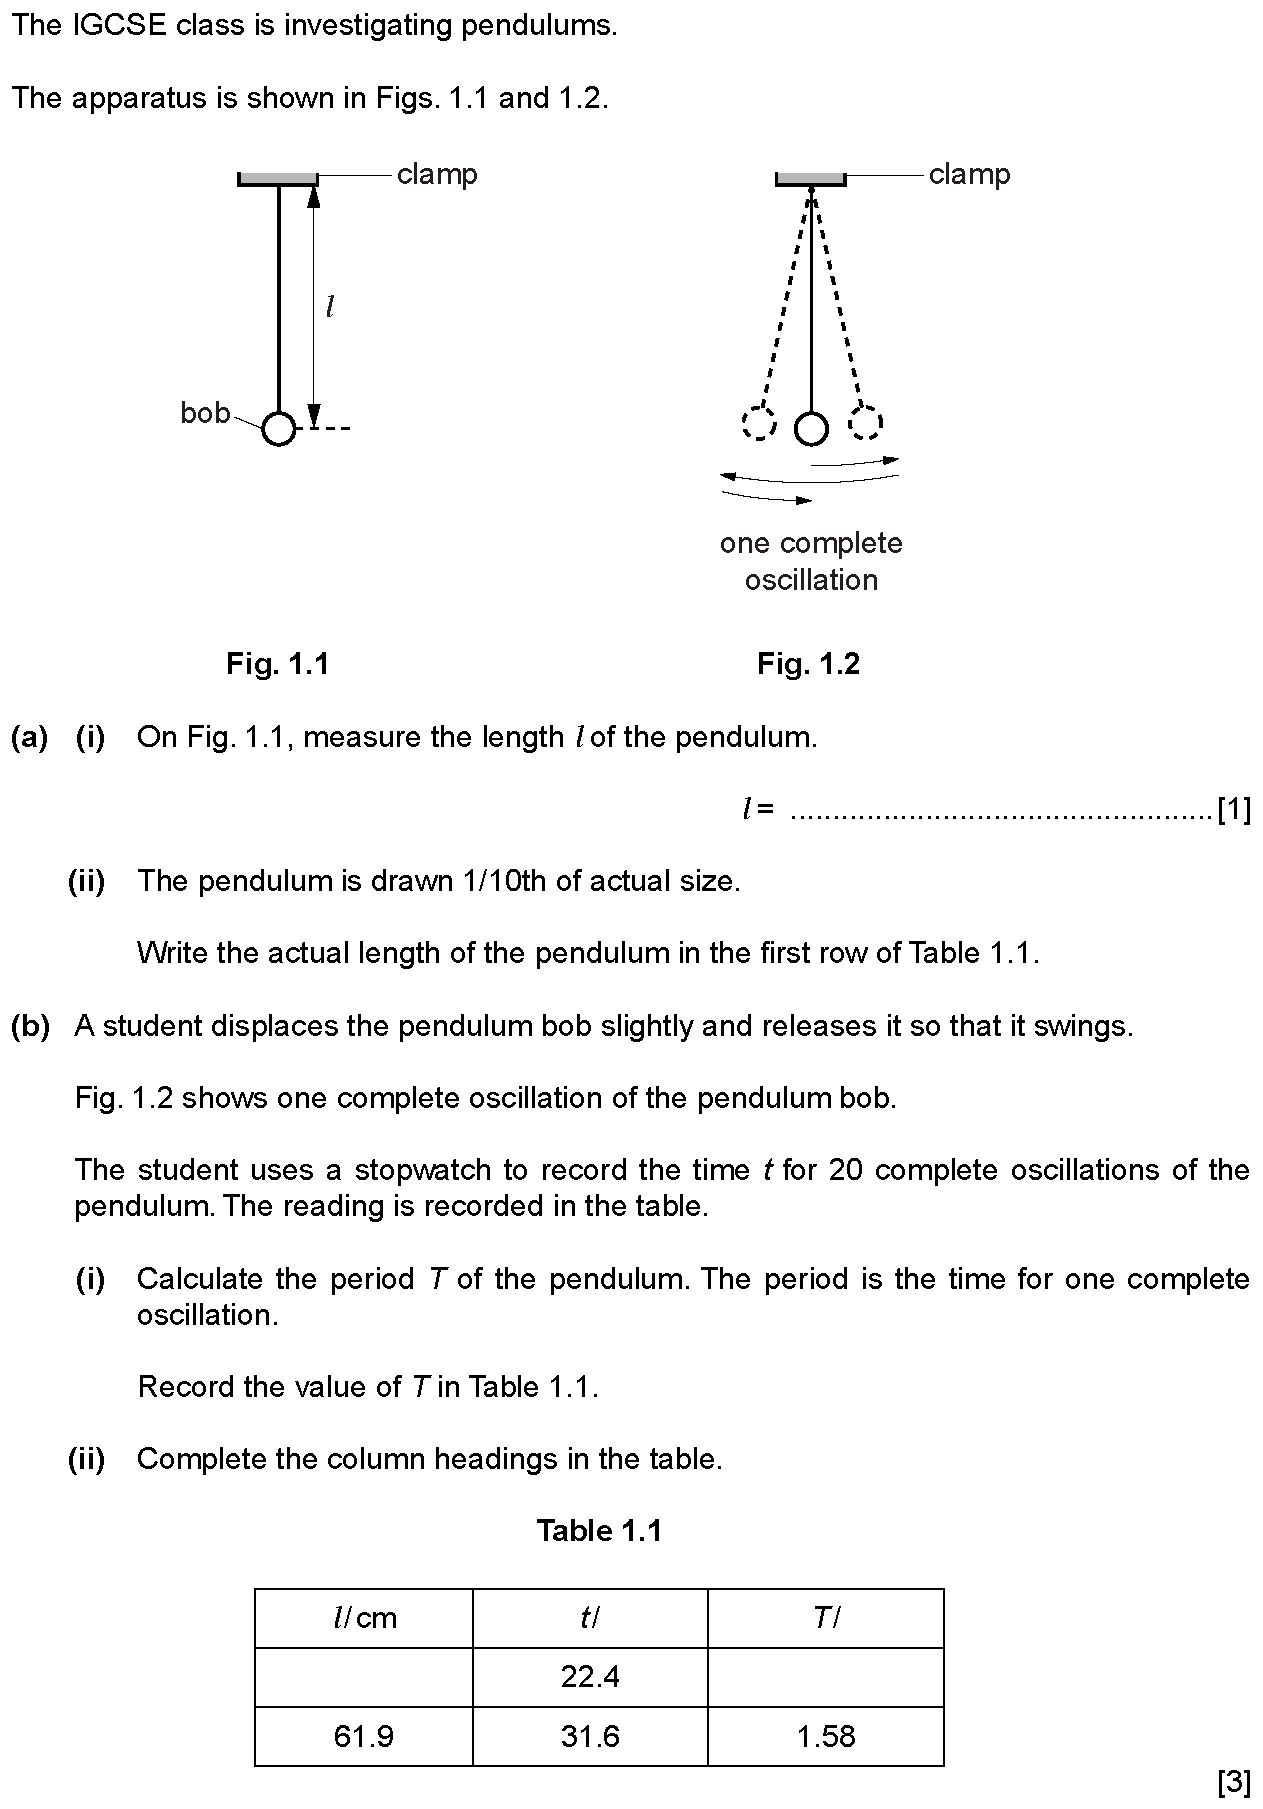 The IGCSE class is investigating pendulums.
The apparatus is shown in Figs. 1.1 and 1.2.
clamp
l
bob
clamp
one complete
oscillation
Fig. 1.1
Fig. 1.2
(a) (i) On Fig. 1.1, measure the length l of the pendulum.
l = .................................................. [1]
(ii) The pendulum is drawn 1/10th of actual size.
Write the actual length of the pendulum in the first row of Table 1.1.
(b) A student displaces the pendulum bob slightly and releases it so that it swings.
Fig. 1.2 shows one complete oscillation of the pendulum bob.
The student uses a stopwatch to record the time t for 20 complete oscillations of the
pendulum. The reading is recorded in the table.
(i) Calculate the period T of the pendulum. The period is the time for one complete
oscillation.
Record the value of T in Table 1.1.
(ii) Complete the column headings in the table.
Table 1.1
l/cm t/ T/
22.4
61.9 31.6 1.58
[3]